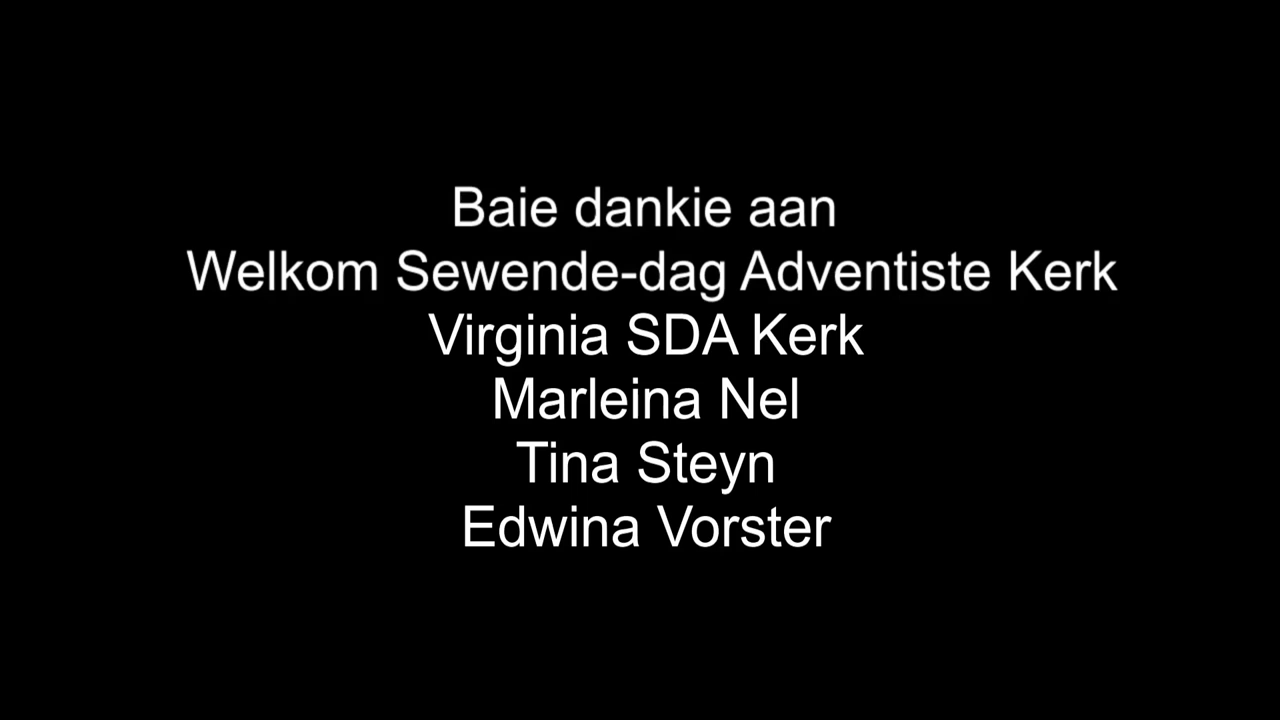 Baie dankie aan
Welkom Sewende-dag Adventiste Kerk
Virginia SDA Kerk
Marleina Nel
Tina Steyn
Edwina Vorster